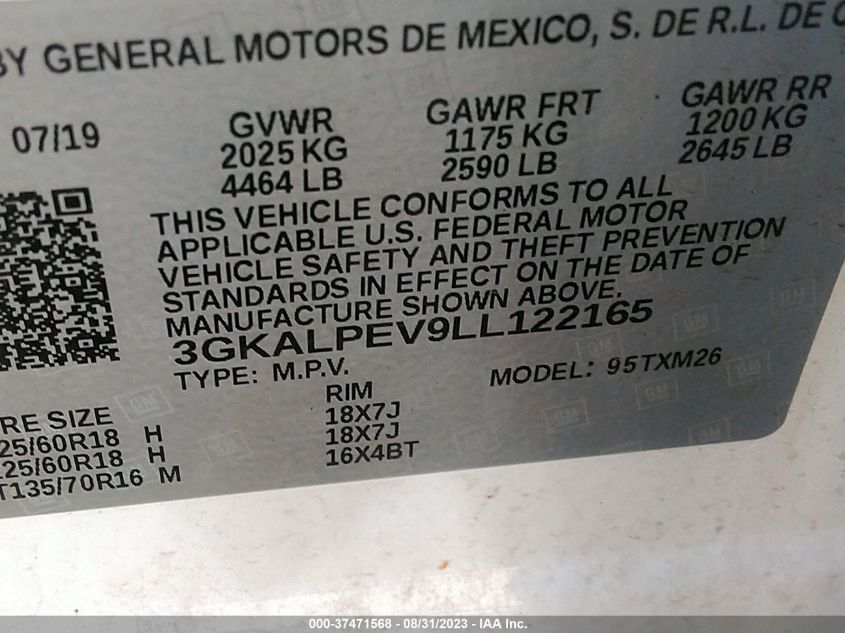 BY GENERAL MOTORS DE MEXICO, S. DE R.L. DE C
07/19 GVWR GAWR FRT GAWR RR
2025 KG 1175 KG 1200 KG
4464 LB 2590 LB 2645 LB
THIS VEHICLE CONFORMS TO ALL
APPLICABLE U.S. FEDERAL MOTOR
VEHICLE SAFETY AND THEFT PREVENTION
STANDARDS IN EFFECT ON THE DATE OF
MANUFACTURE SHOWN ABOVE.
3GKALPEV9LL122165
TYPE: M.P.V. MODEL: 95TXM26
RE SIZE RIM
25/60R18 H 18X7J
25/60R18 H 18X7J
T135/70R16 M 16X4BT
000-37471568 - 08/31/2023 - IAA Inc.